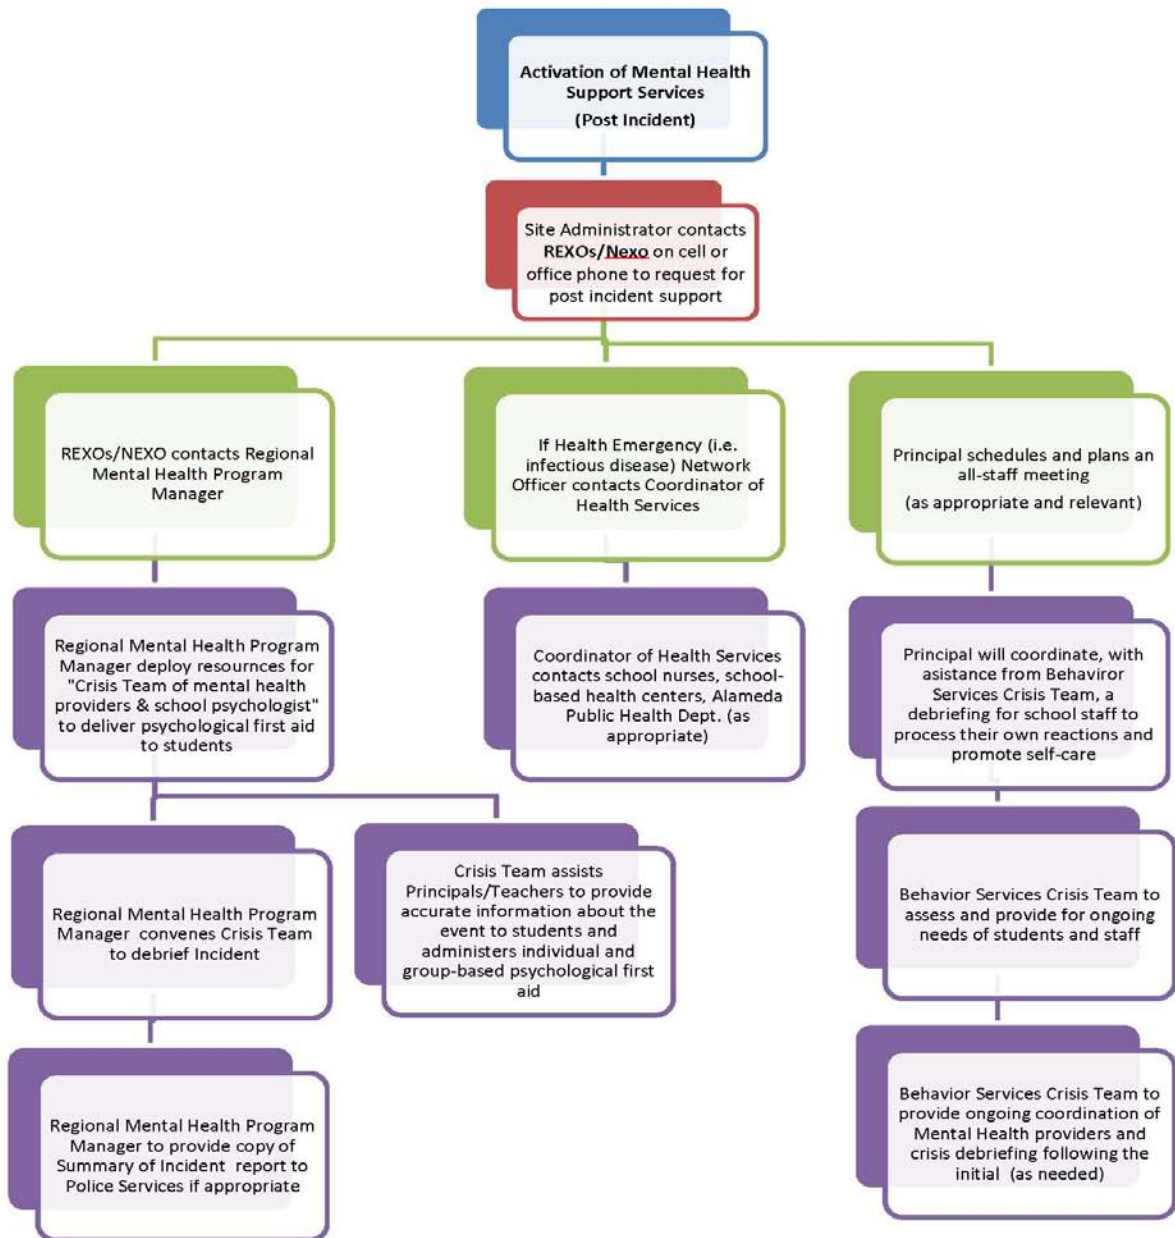 Activation of Mental Health
Support Services
(Post Incident)
Site Administrator contacts
REXOs/Nexo on cell or
office phone to request for
post incident support
REXOs/NEXO contacts Regional
Mental Health Program
Manager
If Health Emergency (i.e.
infectious disease) Network
Officer contacts Coordinator of
Health Services
Principal schedules and plans an
all-staff meeting
(as appropriate and relevant)
Regional Mental Health Program
Manager deploy resournces for
"Crisis Team of mental health
providers & school psychologist"
to deliver psychological first aid
to students
Coordinator of Health Services
contacts school nurses, school-
based health centers, Alameda
Public Health Dept. (as
appropriate)
Principal will coordinate, with
asistance from Behaviror
Services Crisis Team, a
debriefing for school staff to
process their own reactions and
promote self-care
Regional Mental Health Program
Manager  convenes Crisis Team
to debrief Incident
Crisis Team assists
Principals/Teachers to provide
accurate information about the
event to students and
administers individual and
group-based psychological first
aid
Behavior Services Crisis Team to
assess and provide for ongoing
needs of students and staff
Regional Mental Health Program
Manager to provide copy of
Summary of Incident  report to
Police Services if appropriate
Behavior Services Crisis Team to
provide ongoing coordination of
Mental Health providers and
crisis debriefing following the
initial  (as needed)